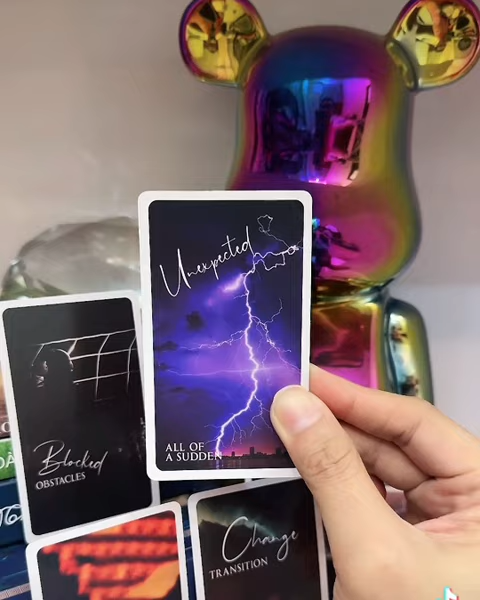 Unexpected
ALL OF
A SUDDEN
Blocked
OBSTACLES
Change
TRANSITION